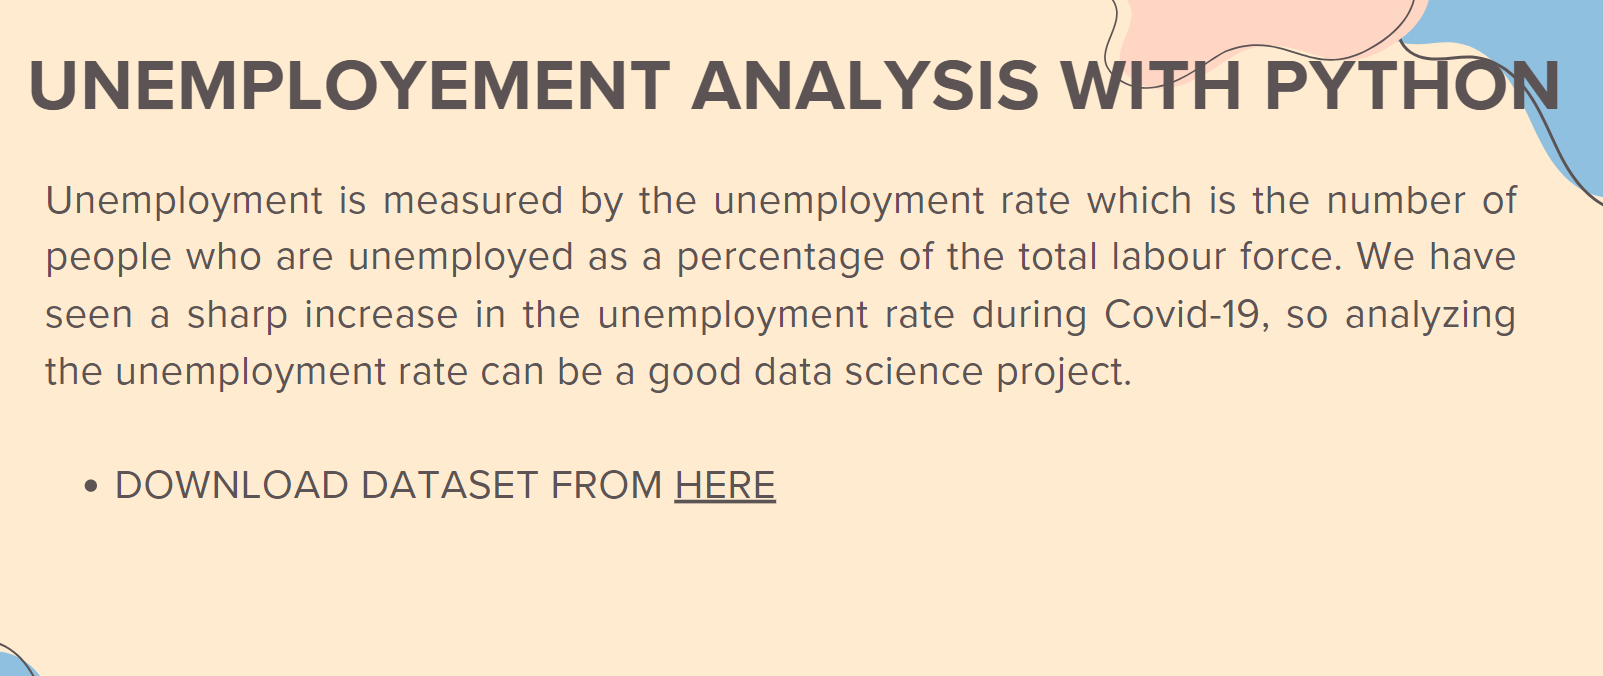 UNEMPLOYEMENT ANALYSIS WITH PYTHON
Unemployment is measured by the unemployment rate which is the number of
people who are unemployed as a percentage of the total labour force. We have
seen a sharp increase in the unemployment rate during Covid-19, so analyzing
the unemployment rate can be a good data science project.
• DOWNLOAD DATASET FROM HERE